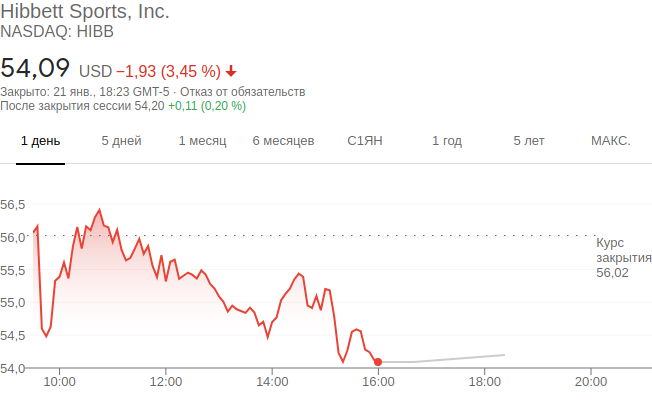 Hibbett Sports, Inc.
NASDAQ: HIBB
54,09 USD −1,93 (3,45 %)
Закрыто: 21 янв., 18:23 GMT-5 · Отказ от обязательств
После закрытия сессии 54,20 +0,11 (0,20 %)
1 день 5 дней 1 месяц 6 месяцев С1ЯН 1 год 5 лет МАКС.
56,5
56,0
55,5
55,0
54,5
54,0
Курс
закрытия
56,02
10:00 12:00 14:00 16:00 18:00 20:00